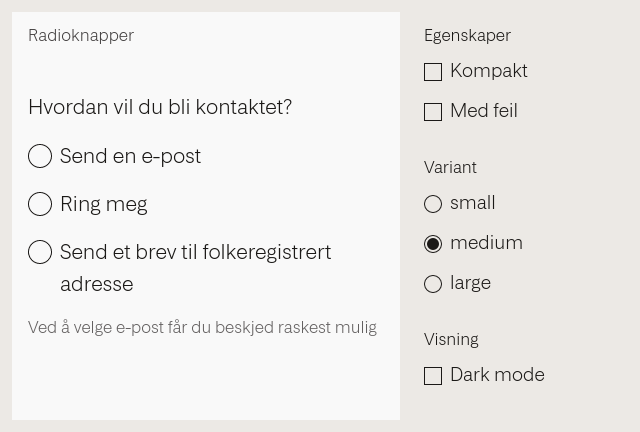 Radioknapper
Hvordan vil du bli kontaktet?
Send en e-post
Ring meg
Send et brev til folkeregistrert
adresse
Ved å velge e-post får du beskjed raskest mulig
Egenskaper
Kompakt
Med feil
Variant
small
medium
large
Visning
Dark mode